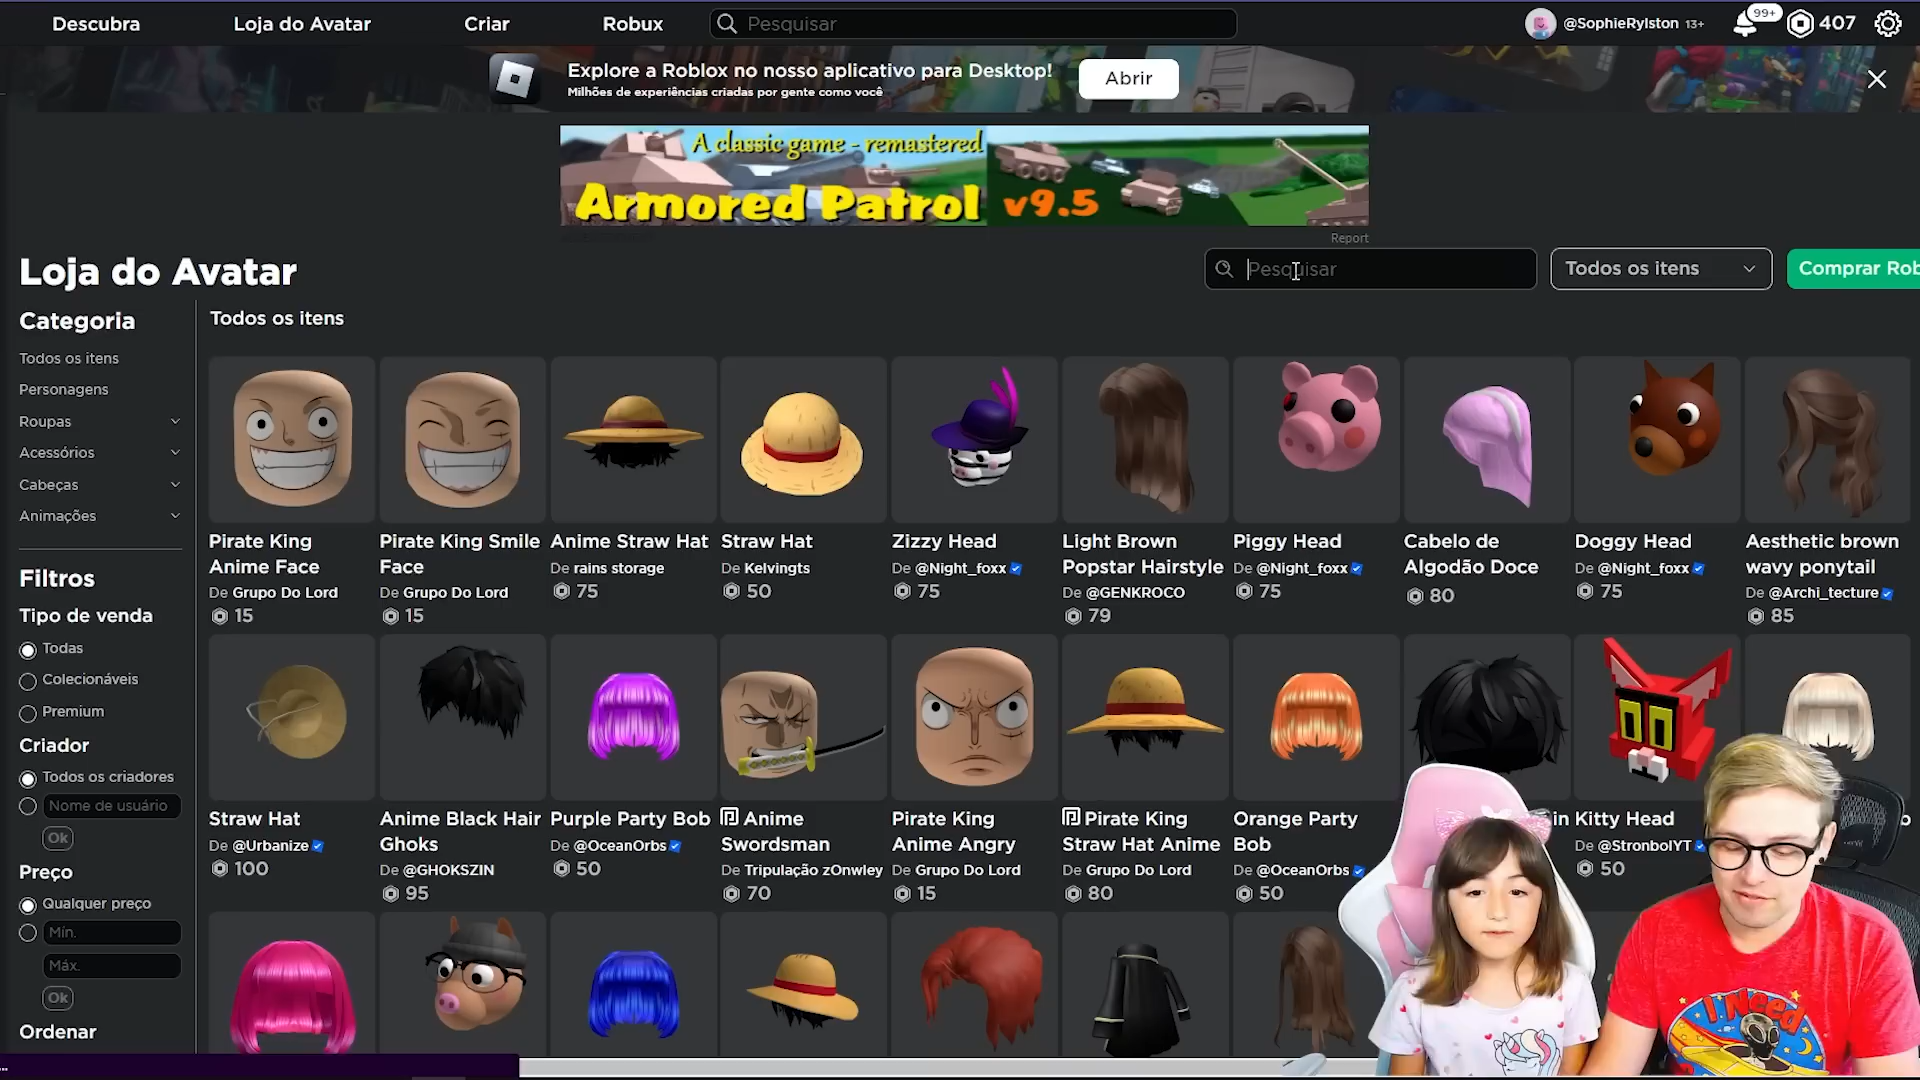 Descubra
Loja do Avatar
Criar
Robux
Pesquisar
@SophieRylston 13+
99+
407
Explore a Roblox no nosso aplicativo para Desktop!
Milhões de experiências criadas por gente como você
Abrir
A classic game - remastered
Armored Patrol v9.5
Report
Loja do Avatar
Pesquisar
Todos os itens
Comprar Rob
Categoria
Todos os itens
Personagens
Roupas
Acessórios
Cabeças
Animações
Filtros
Tipo de venda
Todas
Colecionáveis
Premium
Criador
Todos os criadores
Nome de usuário
Ok
Preço
Qualquer preço
Mín.
Máx.
Ok
Ordenar
Todos os itens
Pirate King
Anime Face
De Grupo Do Lord
15
Pirate King Smile
Face
De Grupo Do Lord
15
Anime Straw Hat
De rains storage
75
Straw Hat
De Kelvingts
50
Zizzy Head
De @Night_foxx
75
Light Brown
Popstar Hairstyle
De @GENKROCO
79
Piggy Head
De @Night_foxx
75
Cabelo de
Algodão Doce
80
Doggy Head
De @Night_foxx
75
Aesthetic brown
wavy ponytail
De @Archi_tecture
85
Straw Hat
De @Urbanize
100
Anime Black Hair
Ghoks
De @GHOKSZIN
95
Purple Party Bob
De @OceanOrbs
50
Anime
Swordsman
De Tripulação zOnwley
70
Pirate King
Anime Angry
De Grupo Do Lord
15
Pirate King
Straw Hat Anime
De Grupo Do Lord
80
Orange Party
Bob
De @OceanOrbs
50
in
Kitty Head
De @StronbolYT
50
I Need